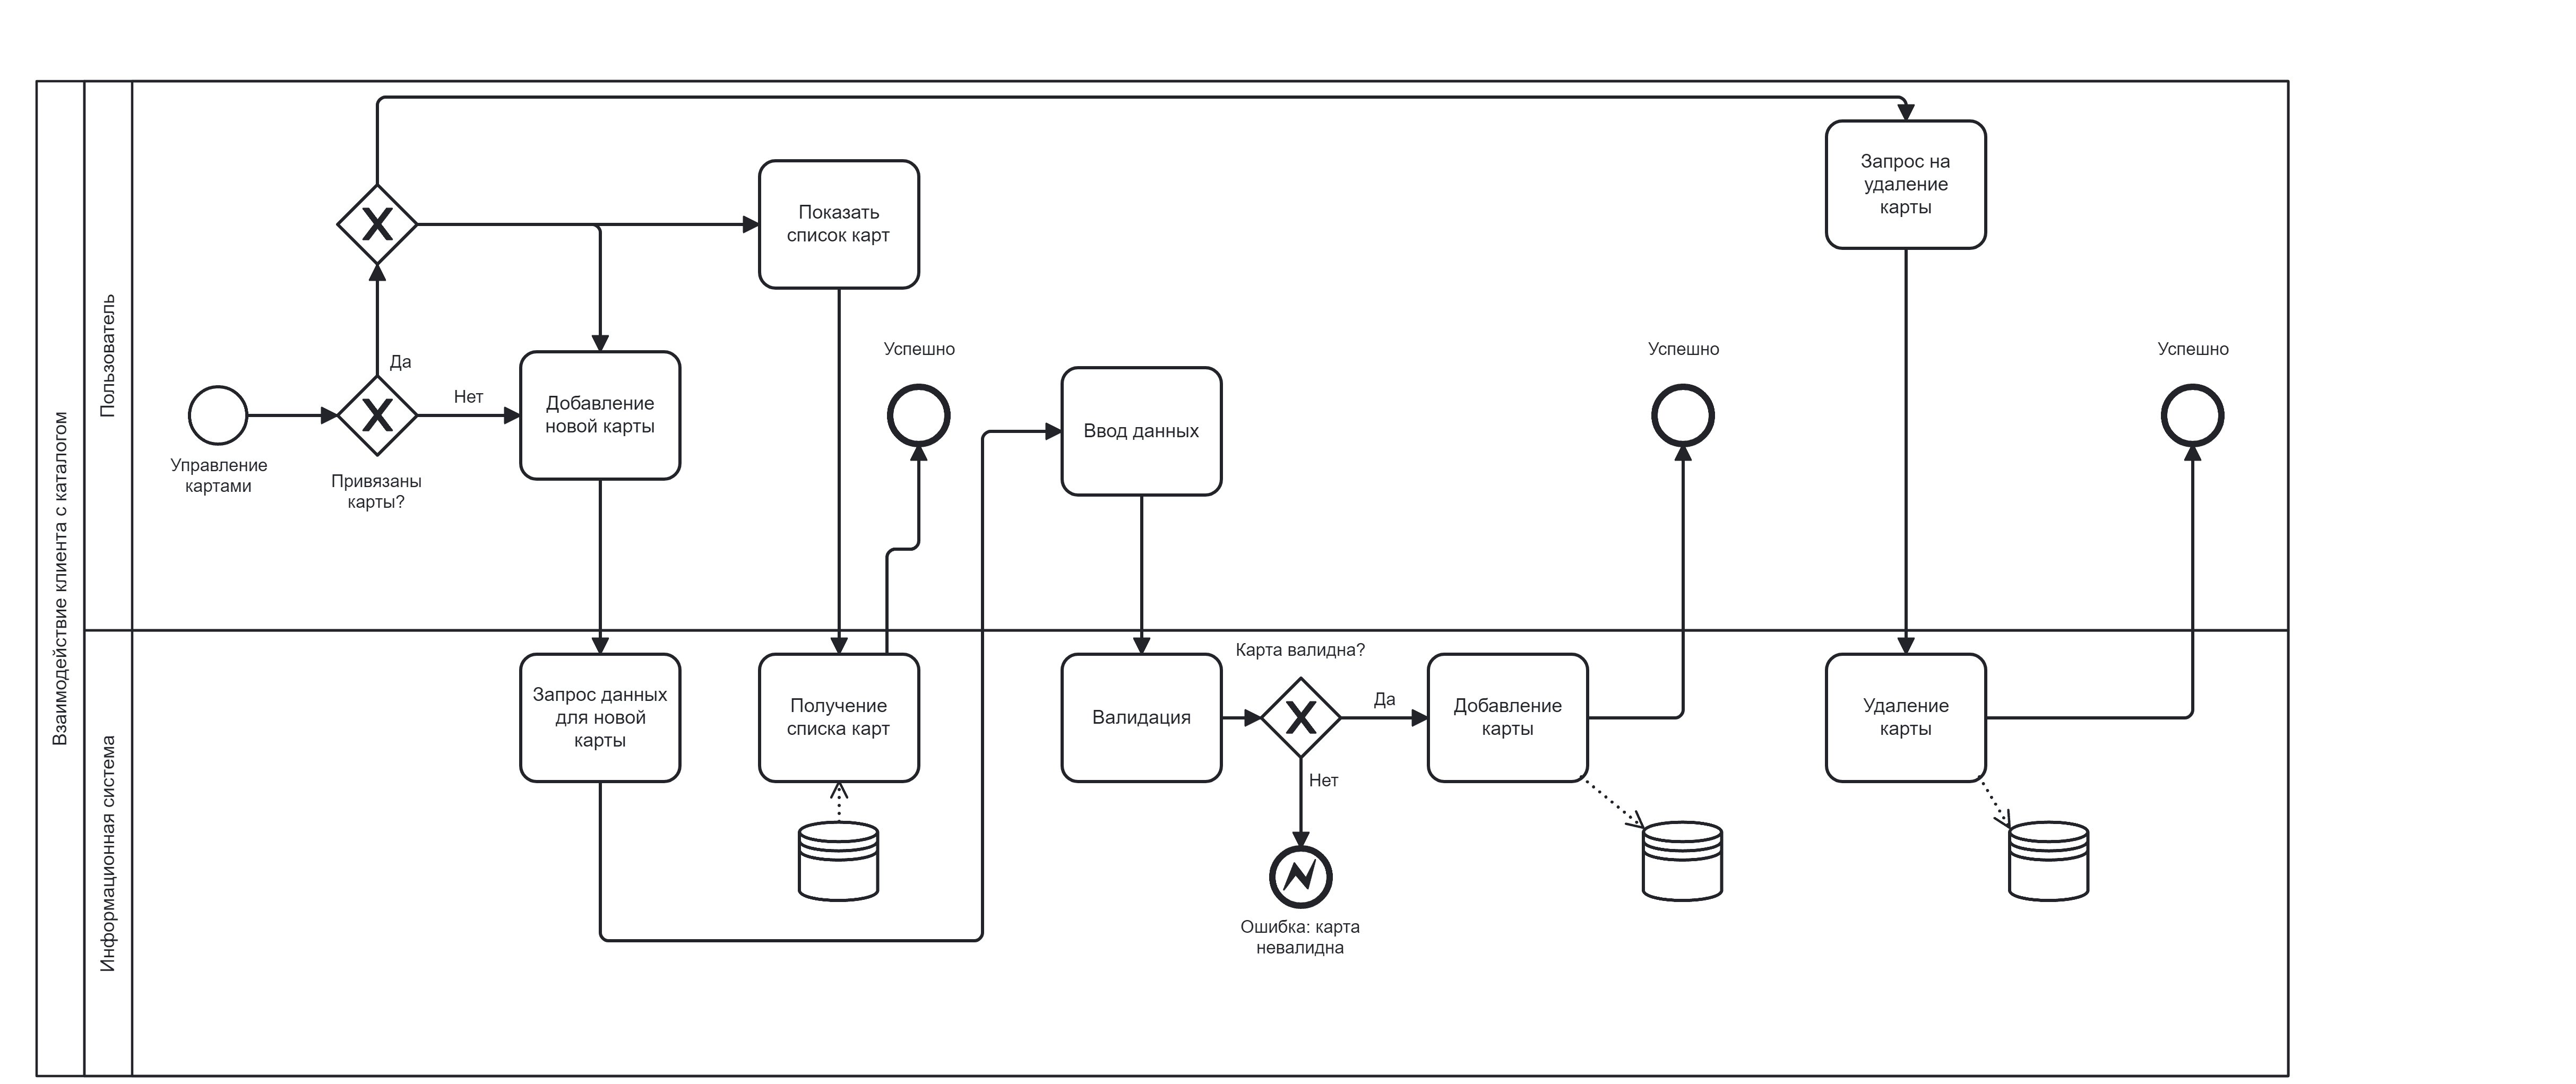 Взаимодействие клиента с каталогом
Пользователь
Запрос на
удаление
карты
Показать
список карт
Успешно
Успешно
Успешно
Да
Нет
Добавление
новой карты
Ввод данных
Управление
картами
Привязаны
карты?
Информационная система
Карта валидна?
Запрос данных
для новой
карты
Получение
списка карт
Валидация
Да
Добавление
карты
Удаление
карты
Нет
Ошибка: карта
невалидна